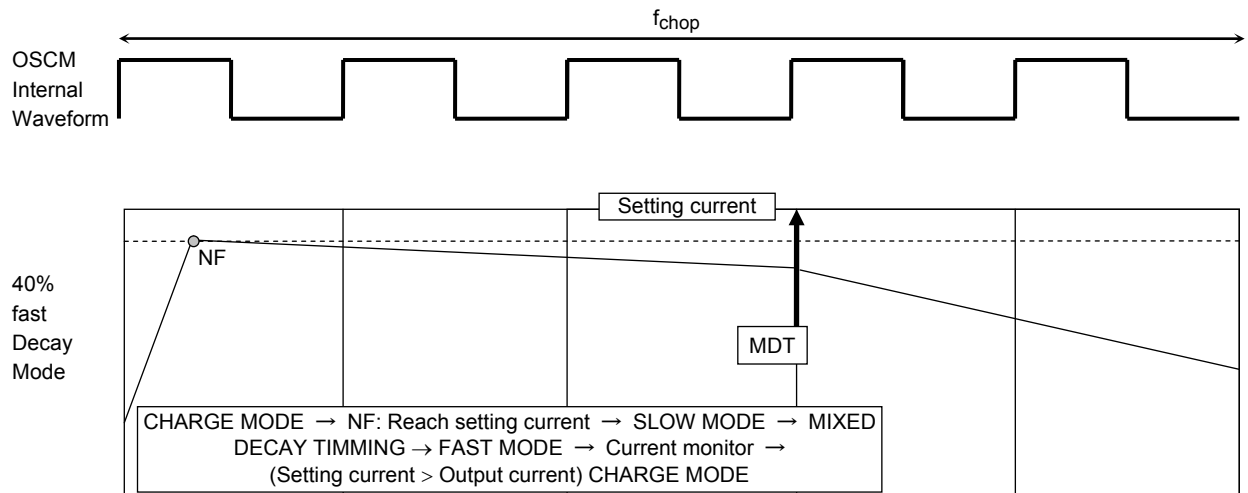 fchop
OSCM
Internal
Waveform
Setting current
NF
40%
fast
Decay
Mode
MDT
CHARGE MODE → NF: Reach setting current → SLOW MODE → MIXED
DECAY TIMMING → FAST MODE → Current monitor →
(Setting current > Output current) CHARGE MODE